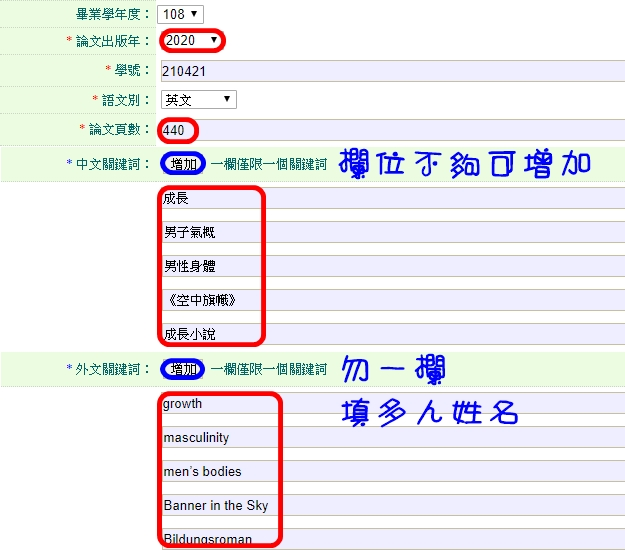 畢業學年度： 108
* 論文出版年： 2020
* 學號： 210421
* 語文別： 英文
* 論文頁數： 440
* 中文關鍵詞： 增加 一欄僅限一個關鍵詞 欄位不夠可增加
成長
男子氣概
男性身體
《空中旗幟》
成長小說
* 外文關鍵詞： 增加 一欄僅限一個關鍵詞 勿一欄
填多人姓名
growth
masculinity
men's bodies
Banner in the Sky
Bildungsroman